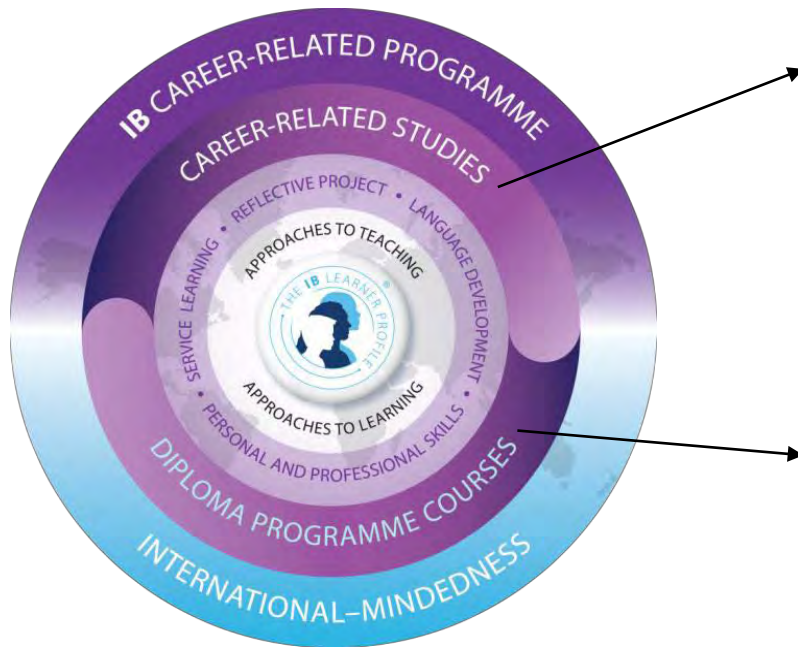 IB CAREER-RELATED PROGRAMME
CAREER-RELATED STUDIES
SERVICE LEARNING • REFLECTIVE PROJECT • LANGUAGE DEVELOPMENT •
APPROACHES TO TEACHING
• THE IB LEARNER PROFILE • ®
APPROACHES TO LEARNING
• PERSONAL AND PROFESSIONAL SKILLS
DIPLOMA PROGRAMME COURSES
INTERNATIONAL–MINDEDNESS